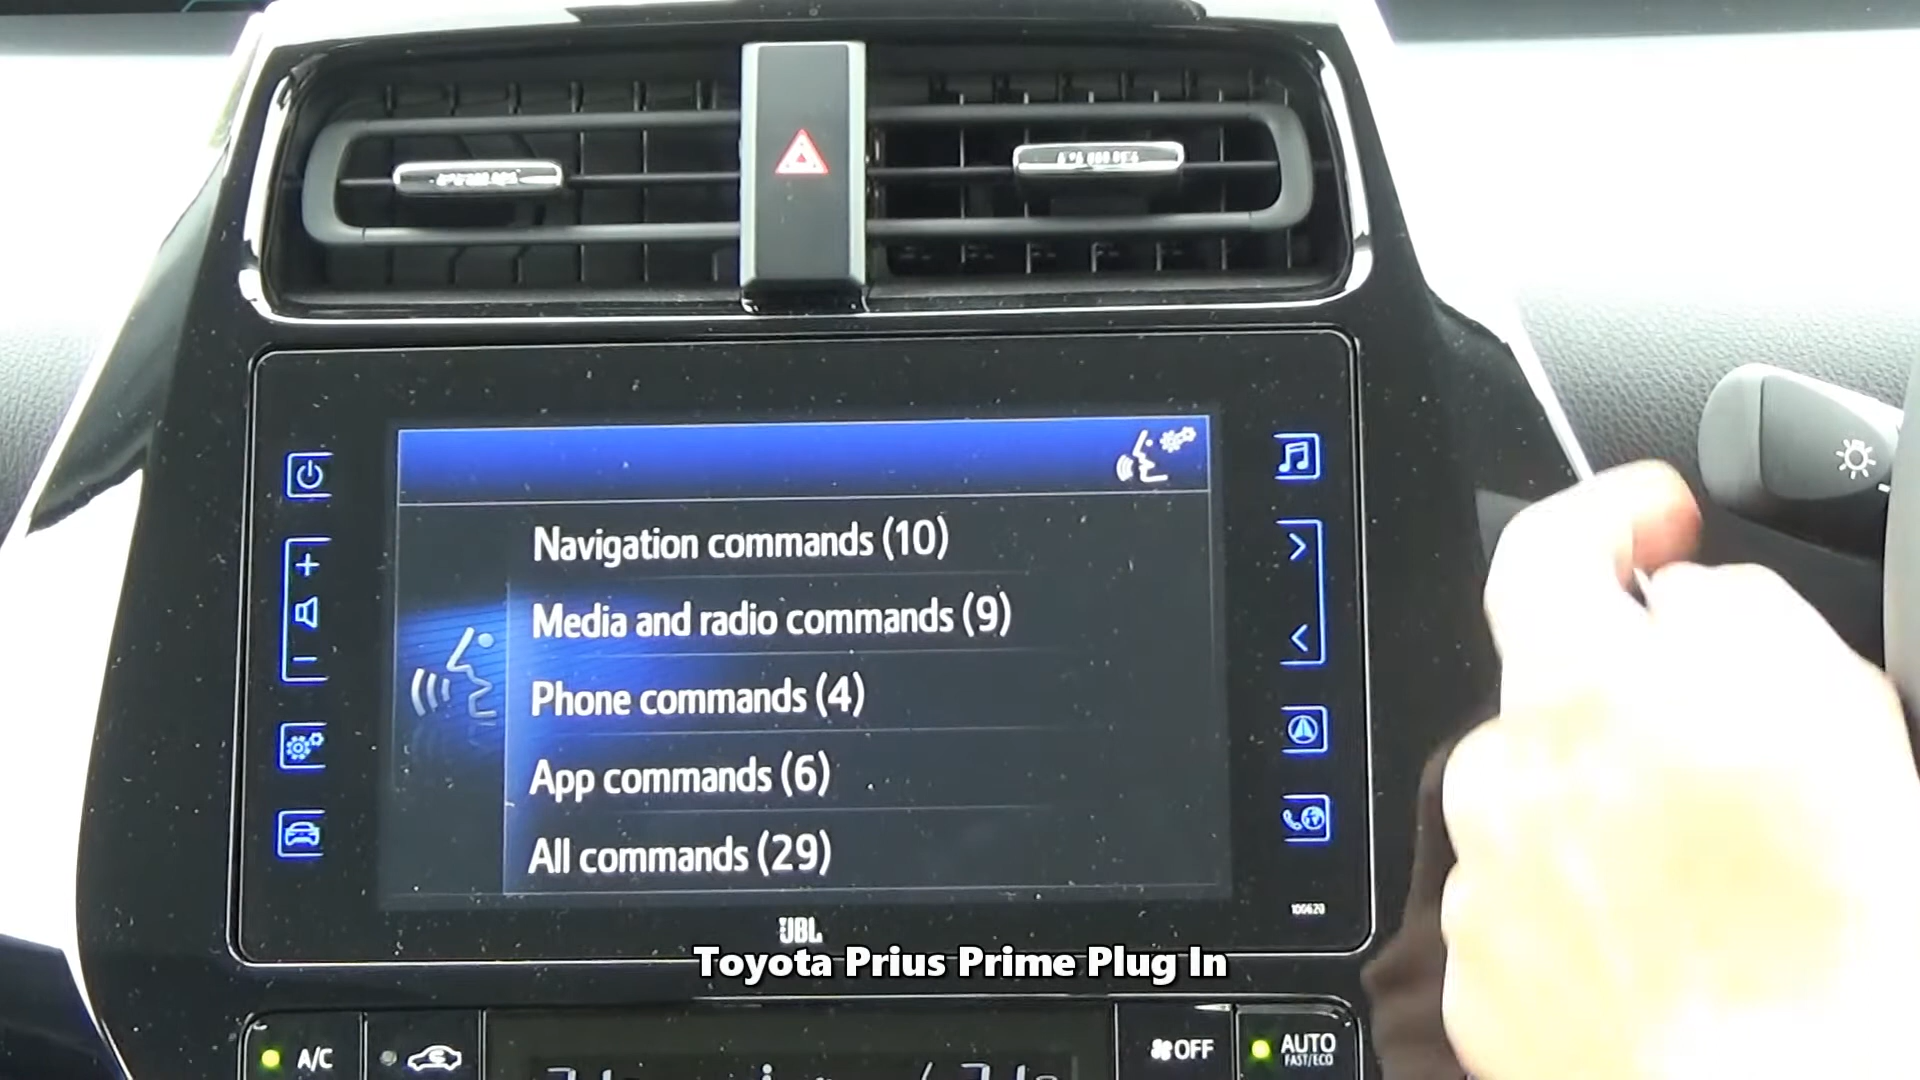 Navigation commands (10)
Media and radio commands (9)
Phone commands (4)
App commands (6)
All commands (29)
100620
JBL
Toyota Prius Prime Plug In
A/C
OFF
AUTO
FAST/ECO